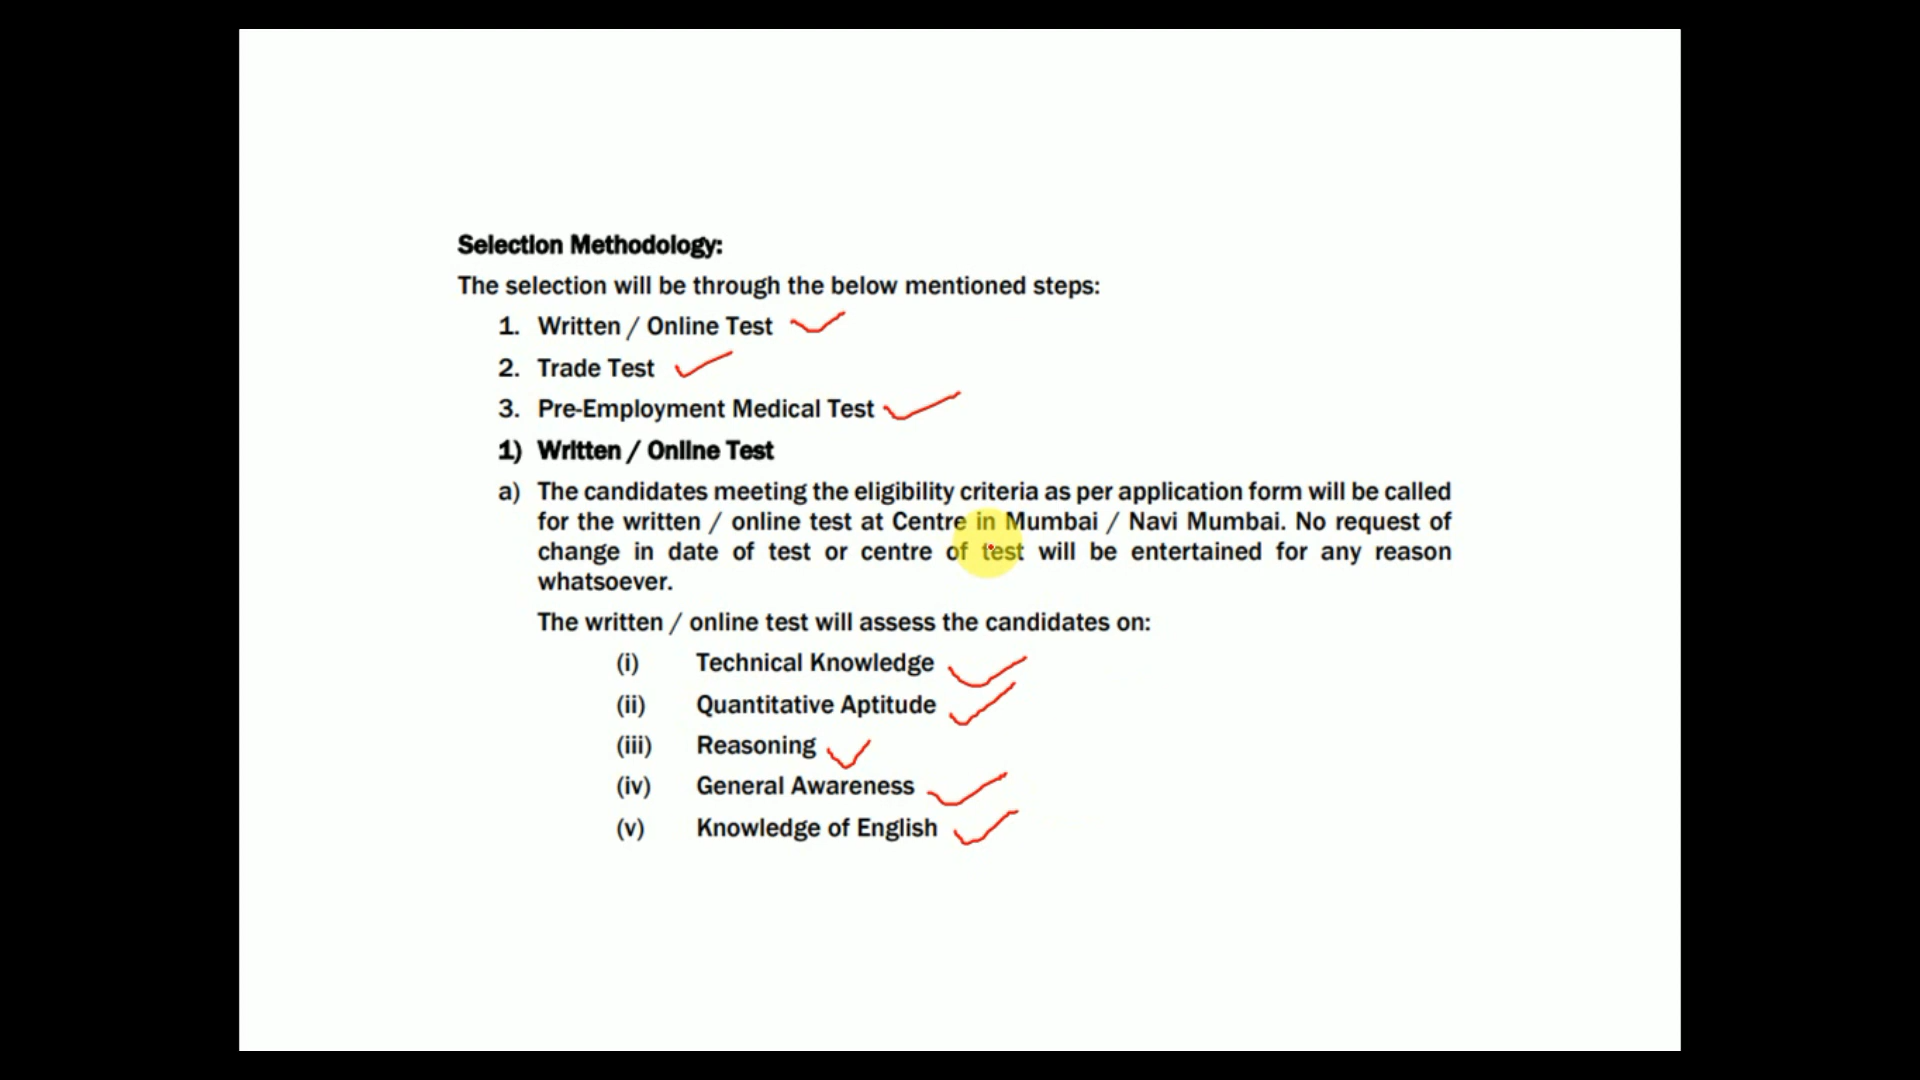 Selection Methodology:
The selection will be through the below mentioned steps:
1. Written / Online Test
2. Trade Test
3. Pre-Employment Medical Test
1) Written / Online Test
a) The candidates meeting the eligibility criteria as per application form will be called
for the written / online test at Centre in Mumbai / Navi Mumbai. No request of
change in date of test or centre of test will be entertained for any reason
whatsoever.
The written / online test will assess the candidates on:
(i) Technical Knowledge
(ii) Quantitative Aptitude
(iii) Reasoning
(iv) General Awareness
(v) Knowledge of English